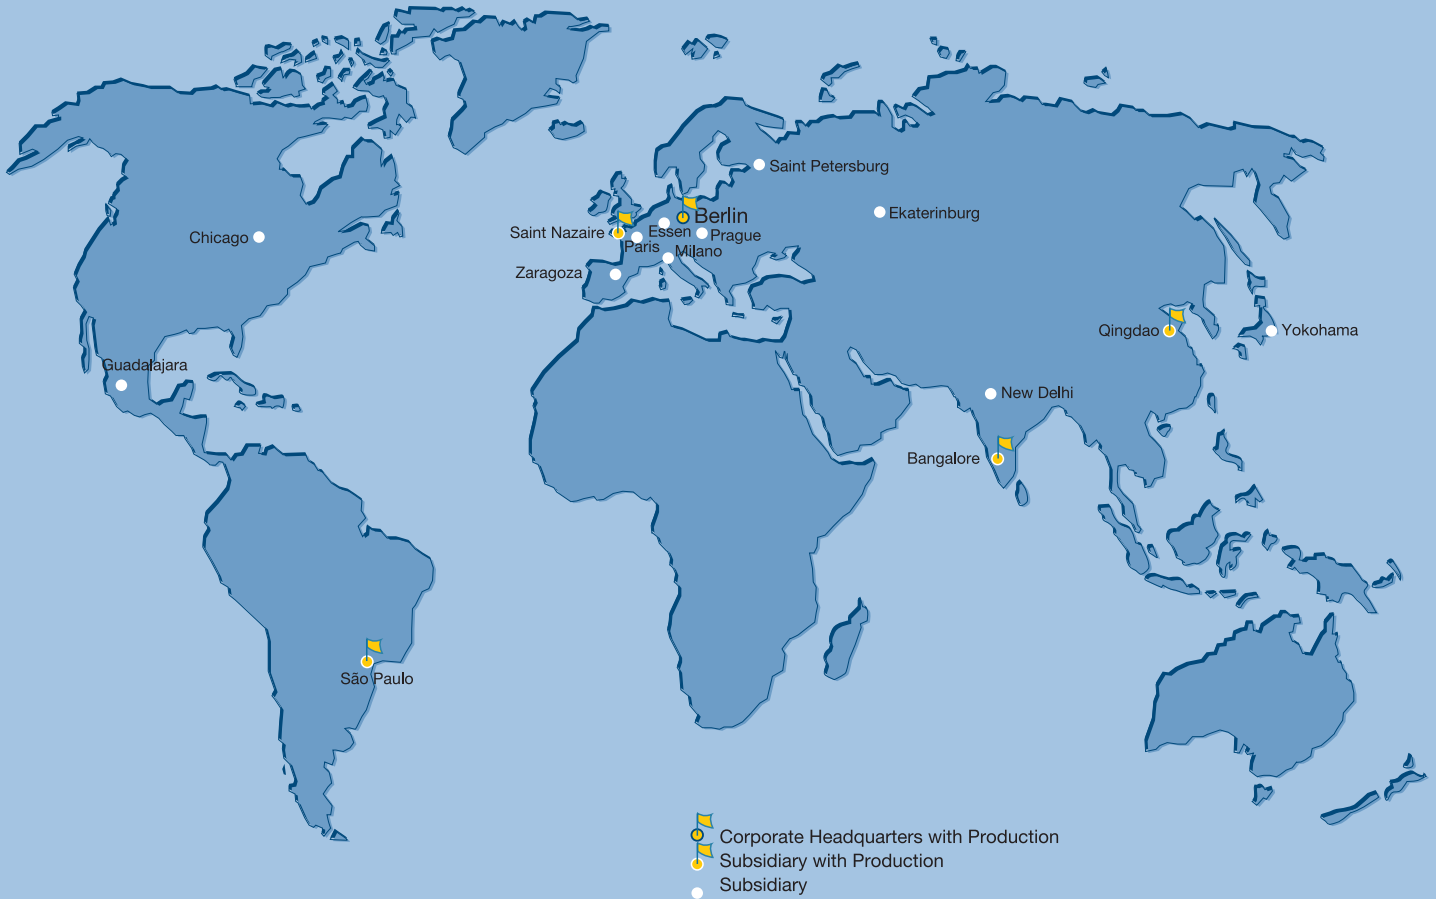 Saint Petersburg
Ekaterinburg
Berlin
Saint Nazaire
Essen
Prague
Chicago
Paris
Milano
Zaragoza
Qingdao
Yokohama
Guadalajara
New Delhi
Bangalore
São Paulo
Corporate Headquarters with Production
Subsidiary with Production
Subsidiary